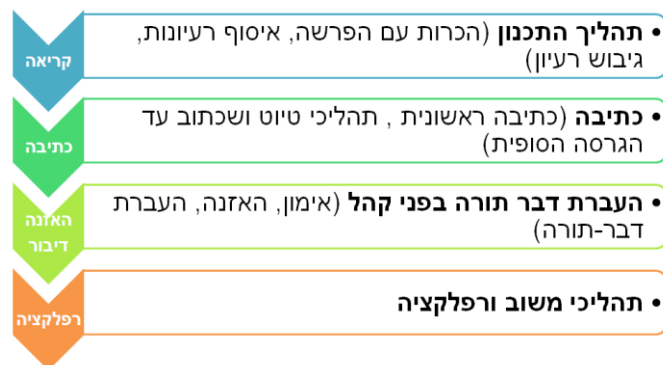 • תהליך התכנון (הכרות עם הפרשה, איסוף רעיונות,
גיבוש רעיון)
קריאה
• כתיבה (כתיבה ראשונית , תהליכי טיוט ושכתוב עד
הגרסה הסופית)
כתיבה
• העברת דבר תורה בפני קהל (אימון, האזנה, העברת
דבר-תורה)
האזנה
דיבור
• תהליכי משוב ורפלקציה
רפלקציה